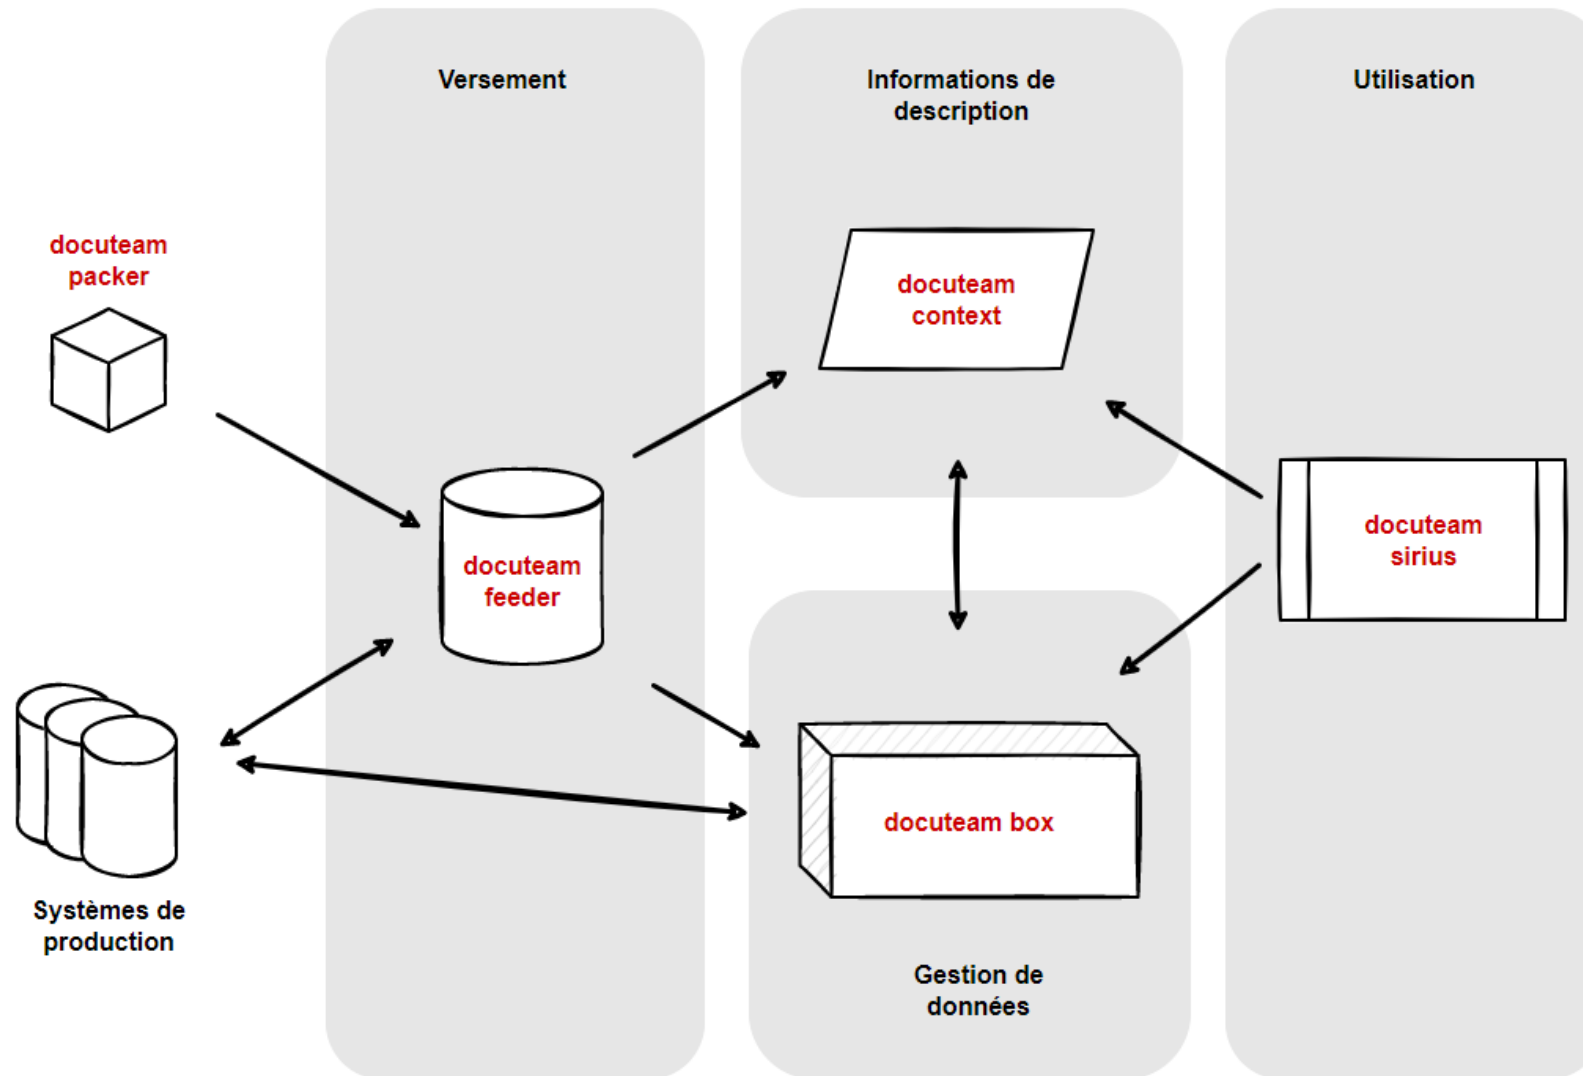 Versement
Informations de
description
Utilisation
docuteam
packer
docuteam
context
docuteam
feeder
docuteam
sirius
docuteam box
Systèmes de
production
Gestion de
données